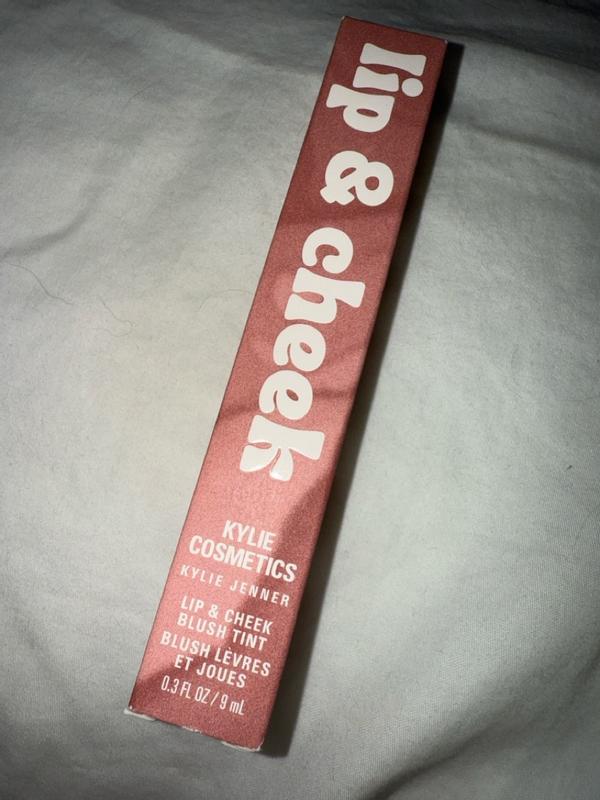 lip & cheek
KYLIE
COSMETICS
KYLIE JENNER
LIP & CHEEK
BLUSH TINT
BLUSH LÈVRES
ET JOUES
0.3 FL OZ / 9 mL